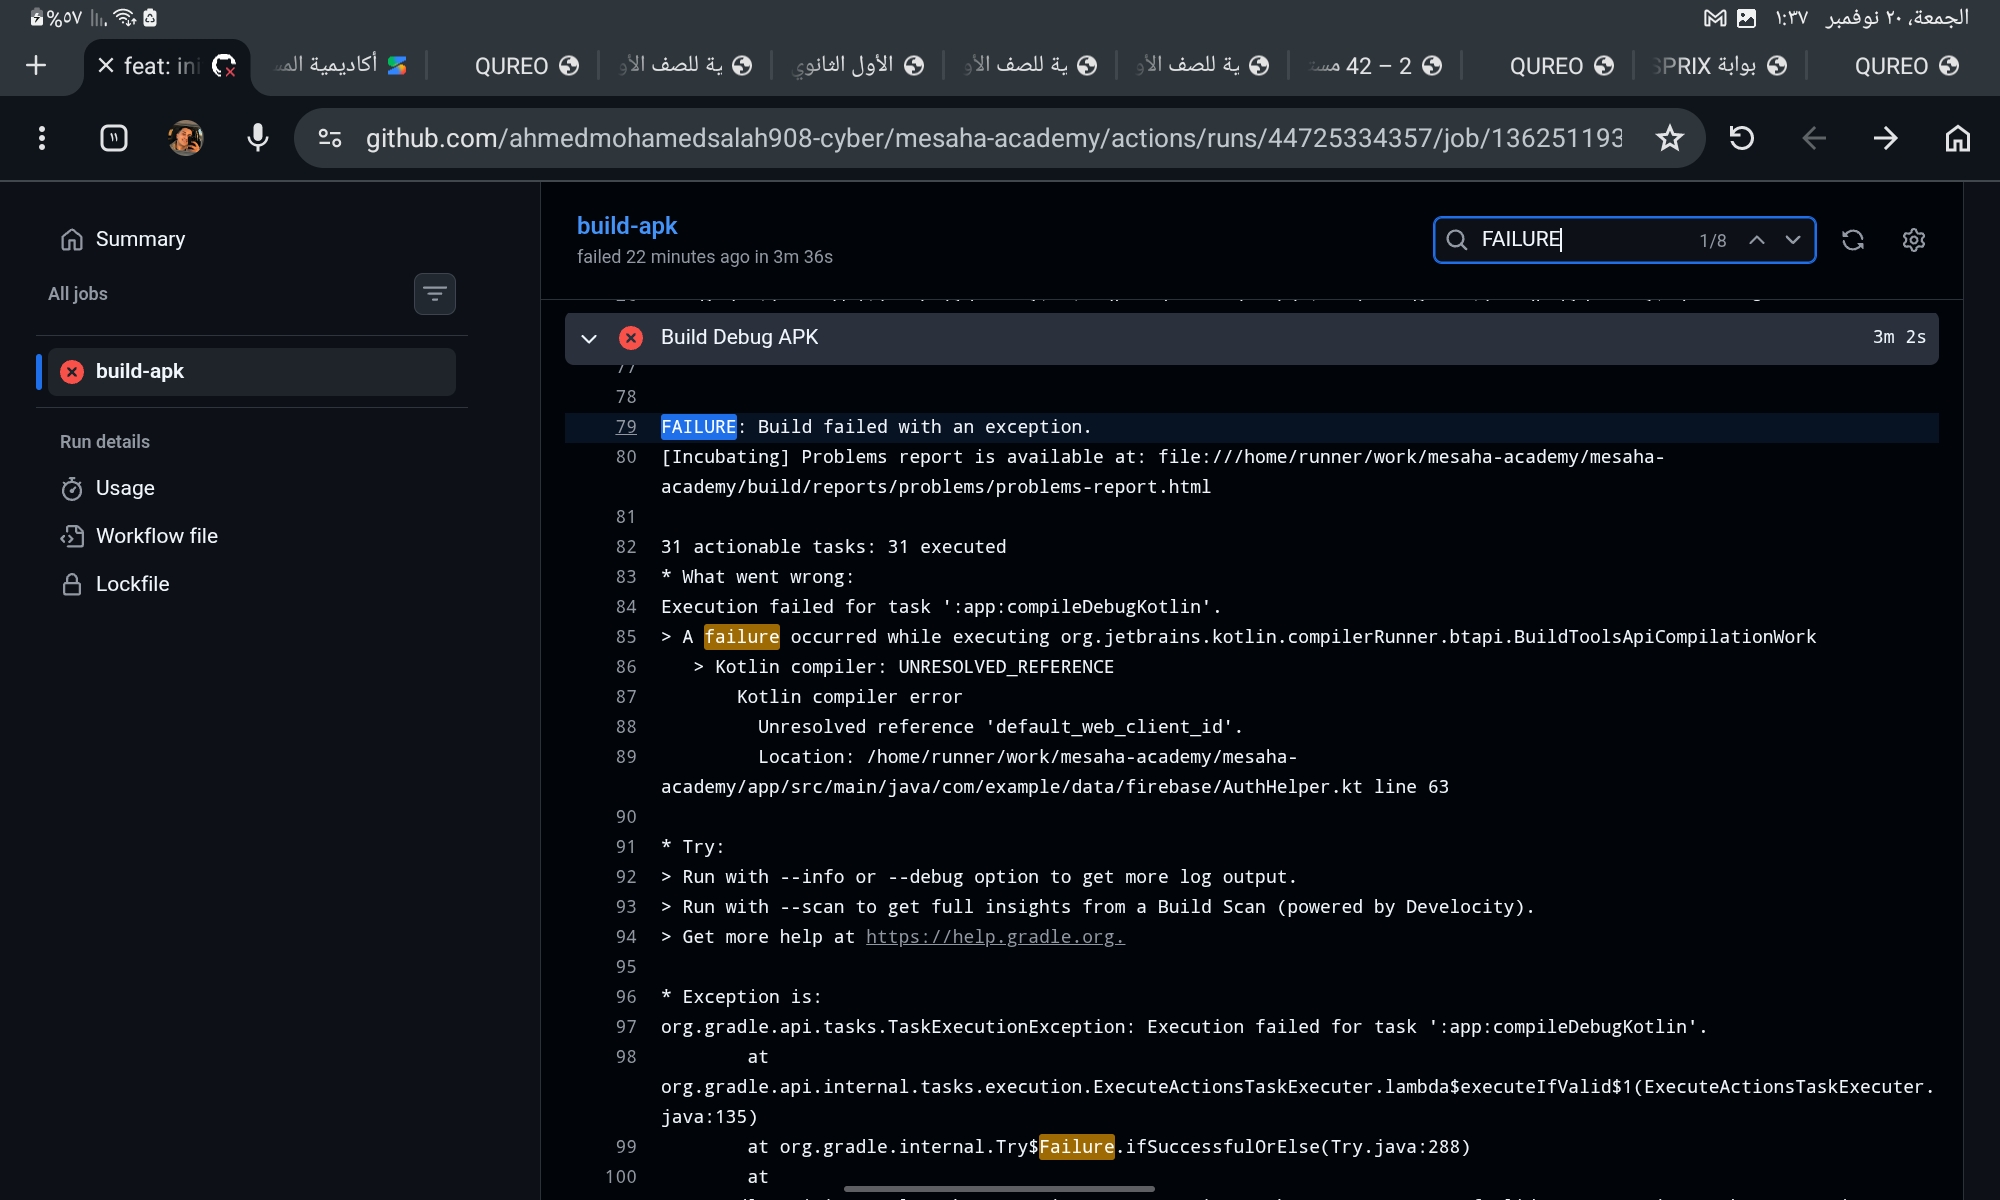 %٥٧
الجمعة، ٢٠ نوفمبر ١:٣٧
feat: ini
أكاديمية المس
QUREO
ية للصف الأو
الأول الثانوي
ية للصف الأو
ية للصف الأو
2 – 42 مست
QUREO
بوابة SPRIX
QUREO
github.com/ahmedmohamedsalah908-cyber/mesaha-academy/actions/runs/44725334357/job/136251193
Summary
All jobs
build-apk
Run details
Usage
Workflow file
Lockfile
build-apk
failed 22 minutes ago in 3m 36s
FAILURE 1/8
Build Debug APK 3m 2s
77
78
79 FAILURE: Build failed with an exception.
80 [Incubating] Problems report is available at: file:///home/runner/work/mesaha-academy/mesaha-
academy/build/reports/problems/problems-report.html
81
82 31 actionable tasks: 31 executed
83 * What went wrong:
84 Execution failed for task ':app:compileDebugKotlin'.
85 > A failure occurred while executing org.jetbrains.kotlin.compilerRunner.btapi.BuildToolsApiCompilationWork
86 > Kotlin compiler: UNRESOLVED_REFERENCE
87 Kotlin compiler error
88 Unresolved reference 'default_web_client_id'.
89 Location: /home/runner/work/mesaha-academy/mesaha-
academy/app/src/main/java/com/example/data/firebase/AuthHelper.kt line 63
90
91 * Try:
92 > Run with --info or --debug option to get more log output.
93 > Run with --scan to get full insights from a Build Scan (powered by Develocity).
94 > Get more help at https://help.gradle.org.
95
96 * Exception is:
97 org.gradle.api.tasks.TaskExecutionException: Execution failed for task ':app:compileDebugKotlin'.
98 at
org.gradle.api.internal.tasks.execution.ExecuteActionsTaskExecuter.lambda$executeIfValid$1(ExecuteActionsTaskExecuter.
java:135)
99 at org.gradle.internal.Try$Failure.ifSuccessfulOrElse(Try.java:288)
100 at